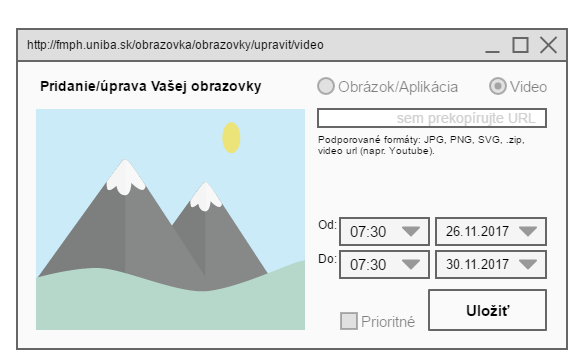 http://fmph.uniba.sk/obrazovka/obrazovky/upravit/video
Pridanie/úprava Vašej obrazovky
Obrázok/Aplikácia
Video
sem prekopírujte URL
Podporované formáty: JPG, PNG, SVG, .zip,
video url (napr. Youtube).
Od: 07:30 26.11.2017
Do: 07:30 30.11.2017
Prioritné
Uložiť